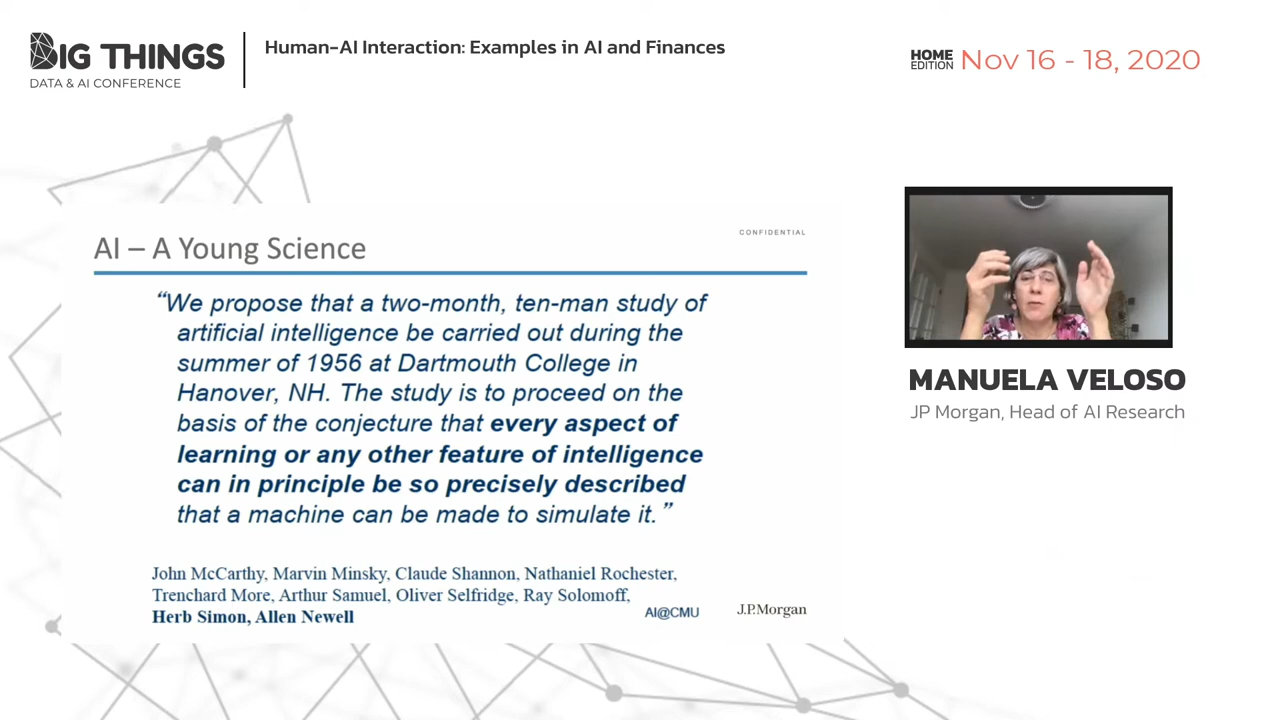 BIG THINGS
DATA & AI CONFERENCE
Human-AI Interaction: Examples in AI and Finances
HOME
EDITION
Nov 16 - 18, 2020
AI – A Young Science
CONFIDENTIAL
“We propose that a two-month, ten-man study of
artificial intelligence be carried out during the
summer of 1956 at Dartmouth College in
Hanover, NH. The study is to proceed on the
basis of the conjecture that every aspect of
learning or any other feature of intelligence
can in principle be so precisely described
that a machine can be made to simulate it.”
John McCarthy, Marvin Minsky, Claude Shannon, Nathaniel Rochester,
Trenchard More, Arthur Samuel, Oliver Selfridge, Ray Solomoff,
Herb Simon, Allen Newell
AI@CMU
J.P.Morgan
MANUELA VELOSO
JP Morgan, Head of AI Research